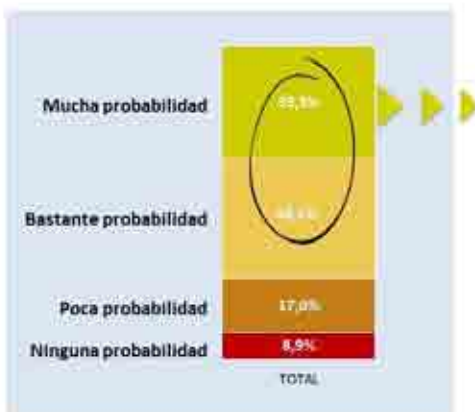 Mucha probabilidad
Bastante probabilidad
Poca probabilidad
17,0%
Ninguna probabilidad
8,9%
TOTAL